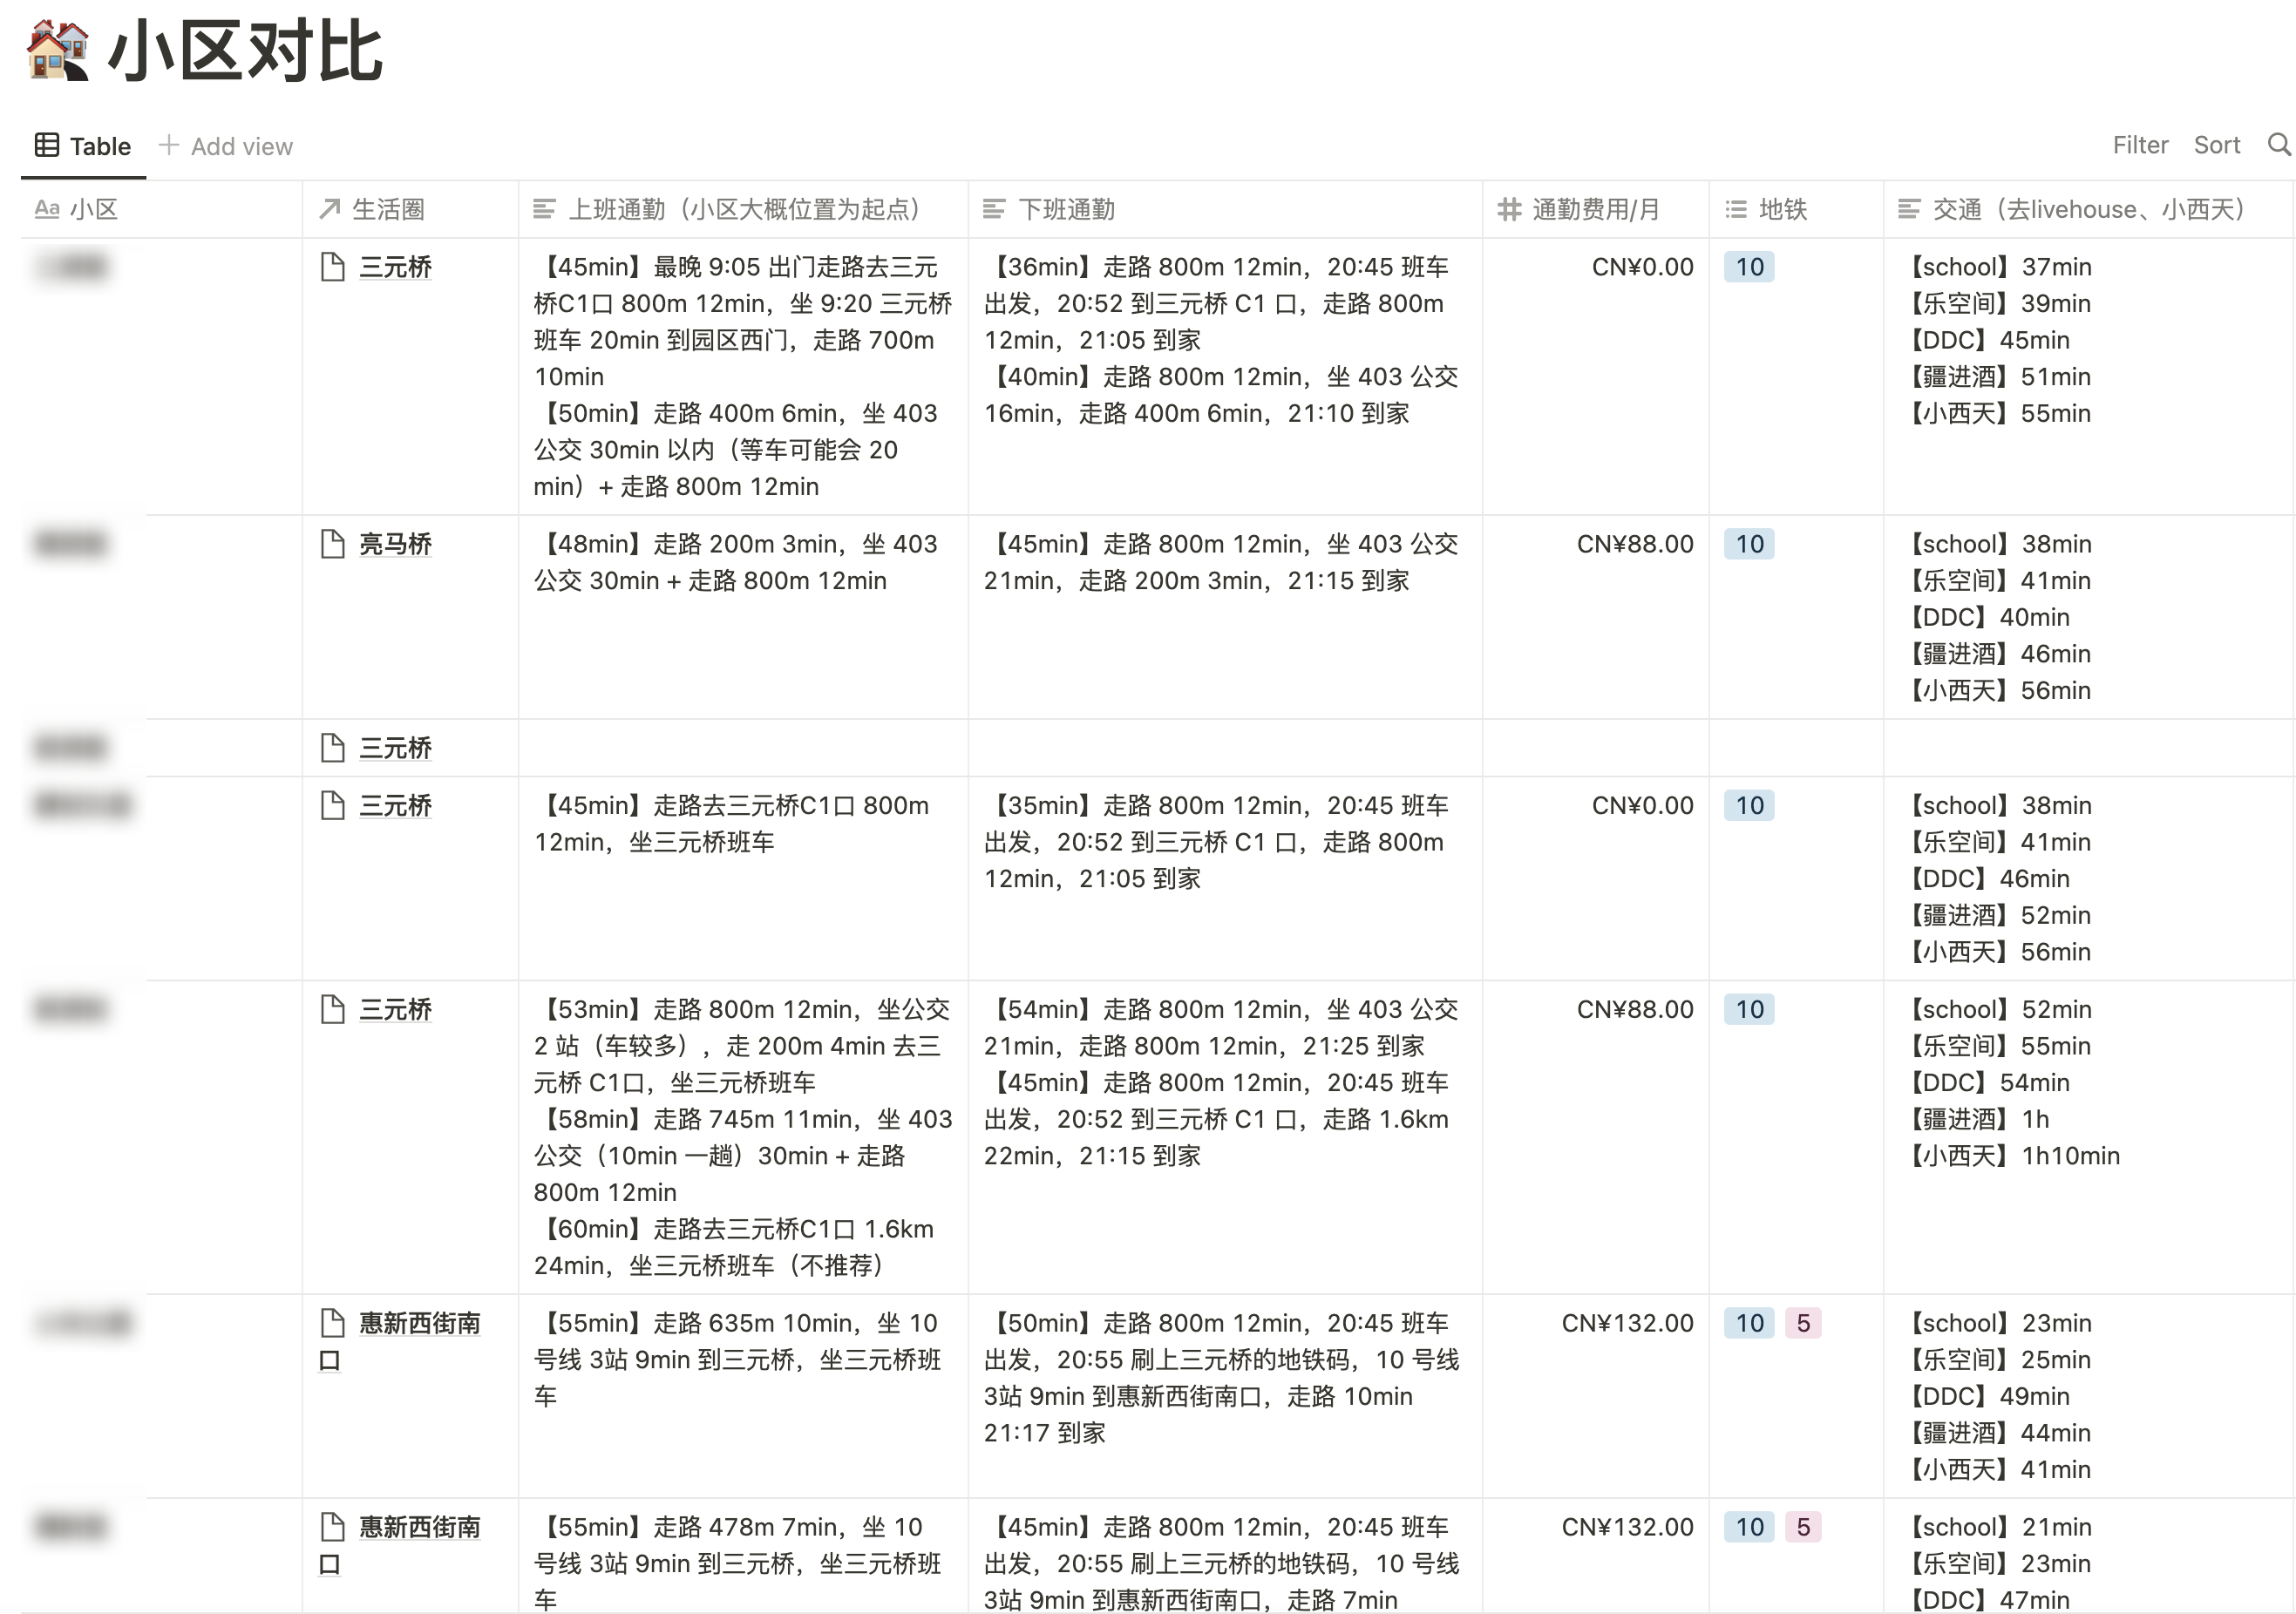 小区对比
Table
Add view
Filter
Sort
Aa 小区
生活圈
上班通勤（小区大概位置为起点）
下班通勤
通勤费用/月
地铁
交通（去livehouse、小西天）
三元桥
【45min】最晚 9:05 出门走路去三元
桥C1口 800m 12min，坐 9:20 三元桥
班车 20min 到园区西门，走路 700m
10min
【50min】走路 400m 6min，坐 403
公交 30min 以内（等车可能会 20
min）+ 走路 800m 12min
【36min】走路 800m 12min，20:45 班车
出发，20:52 到三元桥 C1 口，走路 800m
12min，21:05 到家
【40min】走路 800m 12min，坐 403 公交
16min，走路 400m 6min，21:10 到家
CN¥0.00
10
【school】37min
【乐空间】39min
【DDC】45min
【疆进酒】51min
【小西天】55min
亮马桥
【48min】走路 200m 3min，坐 403
公交 30min + 走路 800m 12min
【45min】走路 800m 12min，坐 403 公交
21min，走路 200m 3min，21:15 到家
CN¥88.00
10
【school】38min
【乐空间】41min
【DDC】40min
【疆进酒】46min
【小西天】56min
三元桥
三元桥
【45min】走路去三元桥C1口 800m
12min，坐三元桥班车
【35min】走路 800m 12min，20:45 班车
出发，20:52 到三元桥 C1 口，走路 800m
12min，21:05 到家
CN¥0.00
10
【school】38min
【乐空间】41min
【DDC】46min
【疆进酒】52min
【小西天】56min
三元桥
【53min】走路 800m 12min，坐公交
2 站（车较多），走 200m 4min 去三
元桥 C1口，坐三元桥班车
【58min】走路 745m 11min，坐 403
公交（10min 一趟）30min + 走路
800m 12min
【60min】走路去三元桥C1口 1.6km
24min，坐三元桥班车（不推荐）
【54min】走路 800m 12min，坐 403 公交
21min，走路 800m 12min，21:25 到家
【45min】走路 800m 12min，20:45 班车
出发，20:52 到三元桥 C1 口，走路 1.6km
22min，21:15 到家
CN¥88.00
10
【school】52min
【乐空间】55min
【DDC】54min
【疆进酒】1h
【小西天】1h10min
惠新西街南
口
【55min】走路 635m 10min，坐 10
号线 3站 9min 到三元桥，坐三元桥班
车
【50min】走路 800m 12min，20:45 班车
出发，20:55 刷上三元桥的地铁码，10 号线
3站 9min 到惠新西街南口，走路 10min
21:17 到家
CN¥132.00
10 5
【school】23min
【乐空间】25min
【DDC】49min
【疆进酒】44min
【小西天】41min
惠新西街南
口
【55min】走路 478m 7min，坐 10
号线 3站 9min 到三元桥，坐三元桥班
车
【45min】走路 800m 12min，20:45 班车
出发，20:55 刷上三元桥的地铁码，10 号线
3站 9min 到惠新西街南口，走路 7min
CN¥132.00
10 5
【school】21min
【乐空间】23min
【DDC】47min